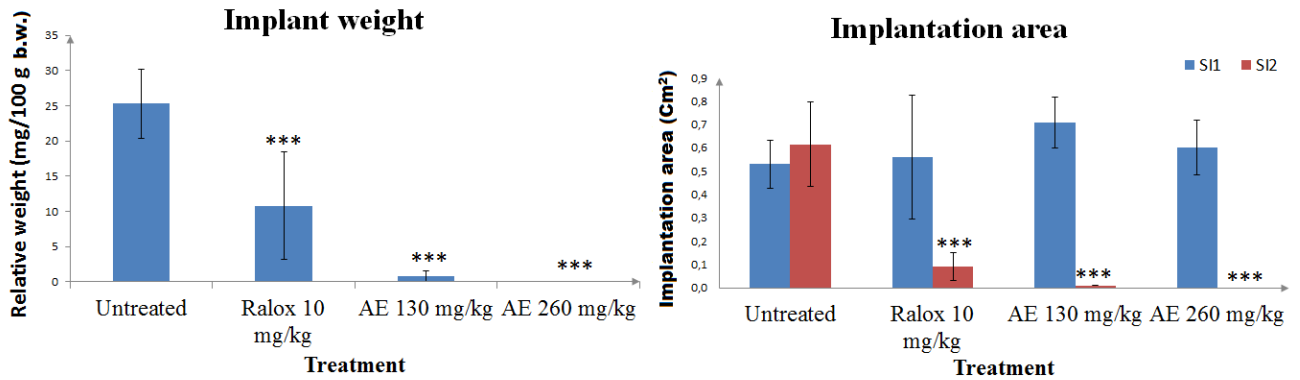 Implant weight
Relative weight (mg/100 g b.w.)
35
30
25
20
15
10
5
0
***
***
***
Untreated
Ralox 10
mg/kg
AE 130 mg/kg
AE 260 mg/kg
Treatment
Implantation area
SI1
SI2
Implantation area (Cm²)
0,9
0,8
0,7
0,6
0,5
0,4
0,3
0,2
0,1
0,0
***
***
***
Untreated
Ralox 10
mg/kg
AE 130 mg/kg
AE 260 mg/kg
Treatment